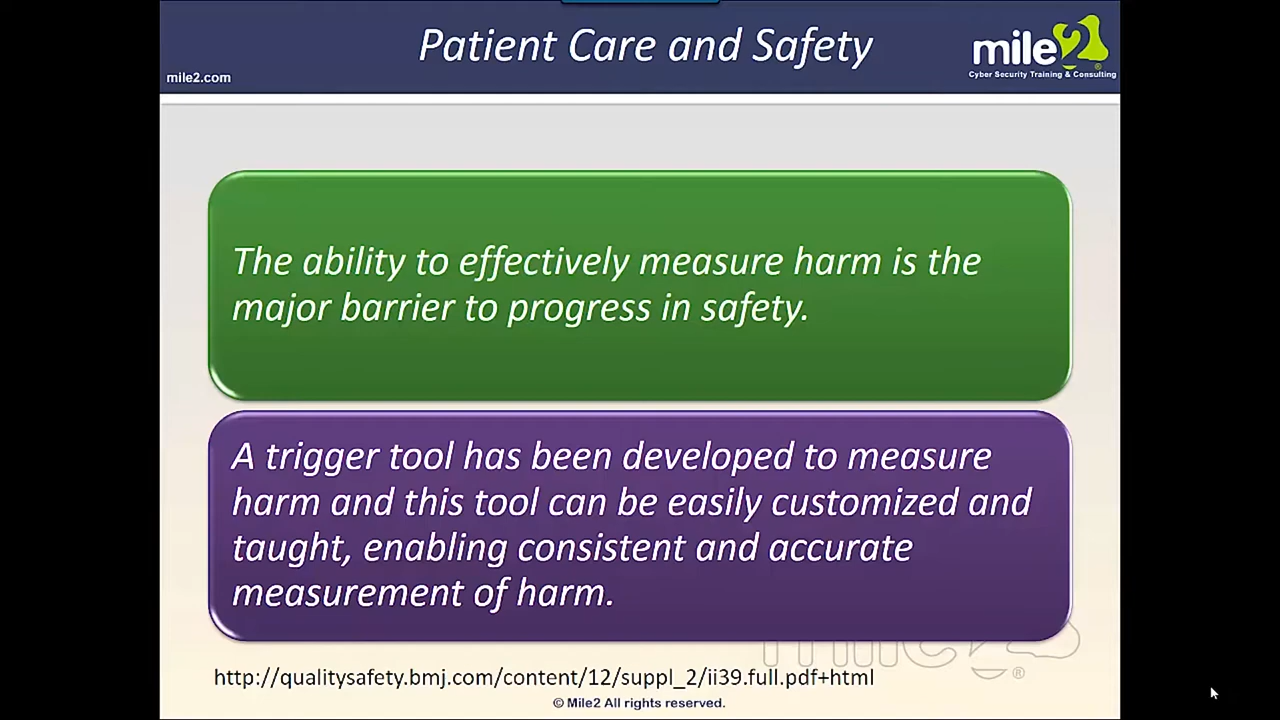 Patient Care and Safety
mile2
®
Cyber Security Training & Consulting
mile2.com
The ability to effectively measure harm is the
major barrier to progress in safety.
A trigger tool has been developed to measure
harm and this tool can be easily customized and
taught, enabling consistent and accurate
measurement of harm.
mile2
®
http://qualitysafety.bmj.com/content/12/suppl_2/ii39.full.pdf+html
© Mile2 All rights reserved.